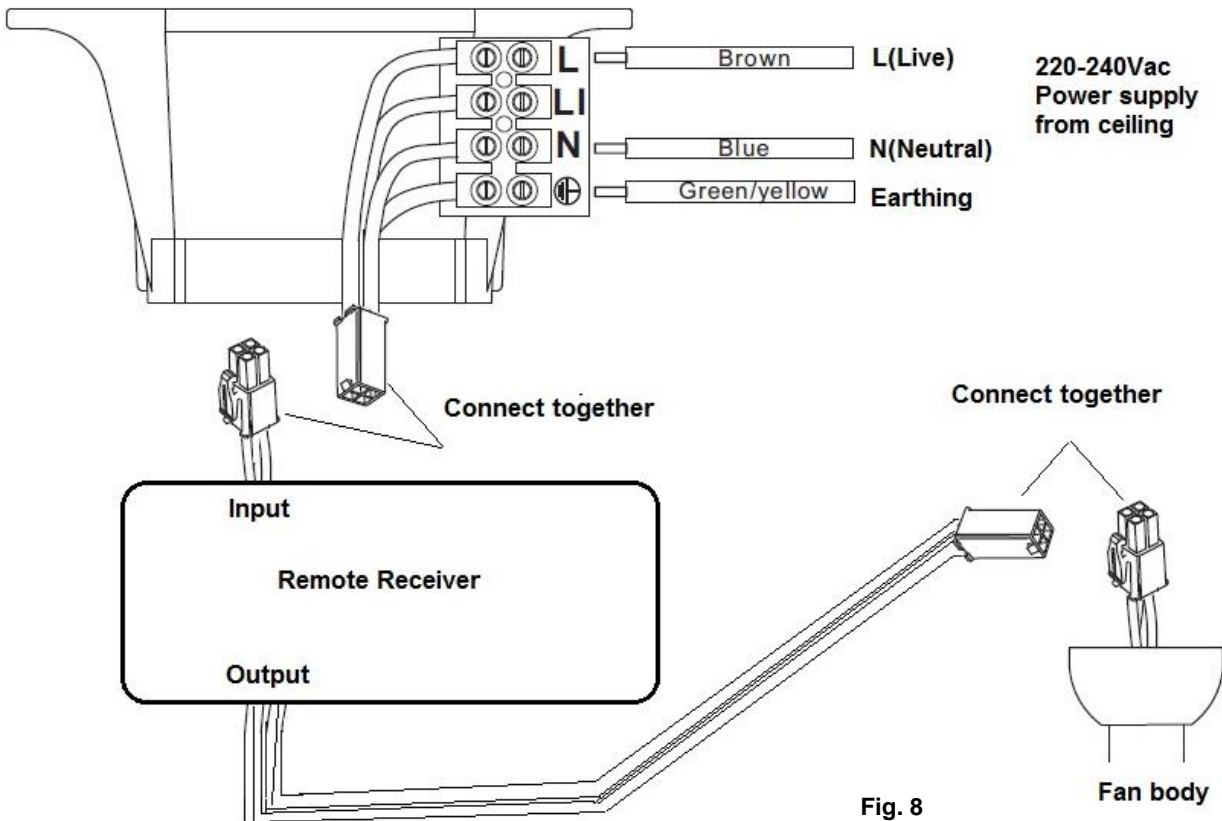 L
LI
N
Brown
Blue
Green/yellow
L(Live)
N(Neutral)
Earthing
220-240Vac
Power supply
from ceiling
Connect together
Connect together
Input
Remote Receiver
Output
Fig. 8
Fan body